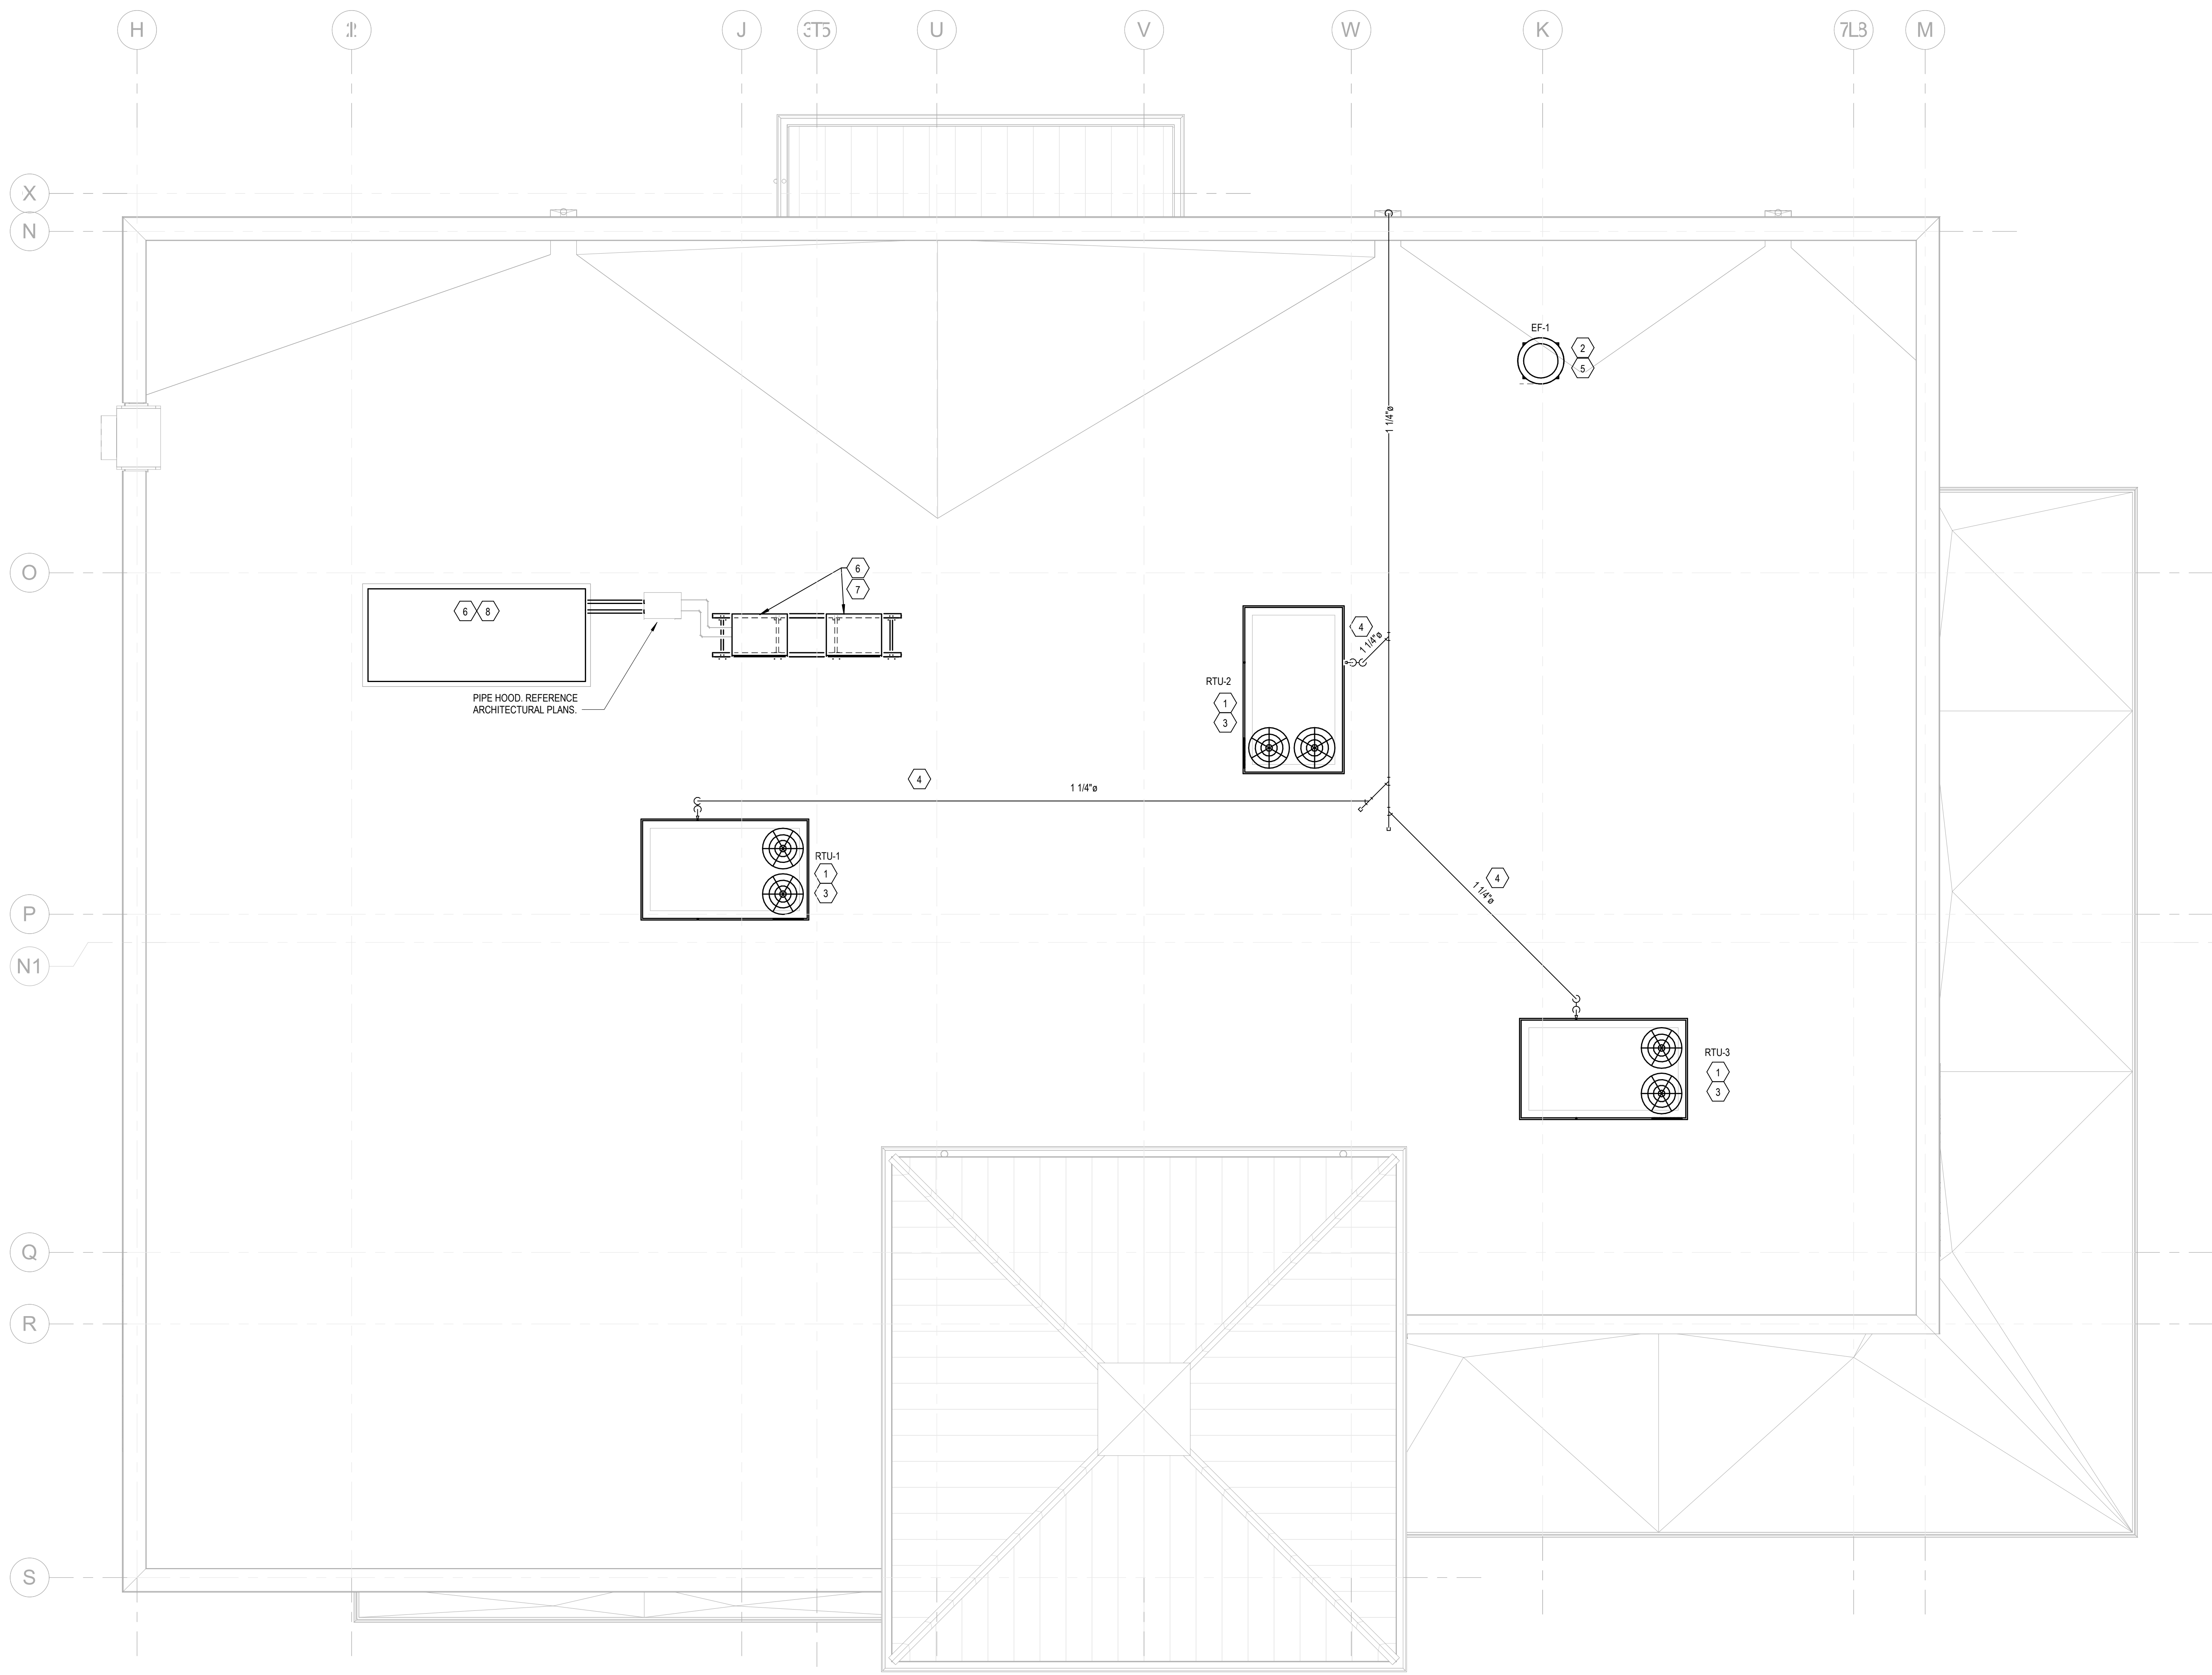 H
J
U
V
W
K
M
X
N
EF-1
2
5
1 1/4"ø
O
6
7
6
8
4
1 1/4"ø
PIPE HOOD. REFERENCE
ARCHITECTURAL PLANS.
RTU-2
1
3
4
1 1/4"ø
RTU-1
1
3
4
1 1/4"ø
P
N1
RTU-3
1
3
Q
R
S